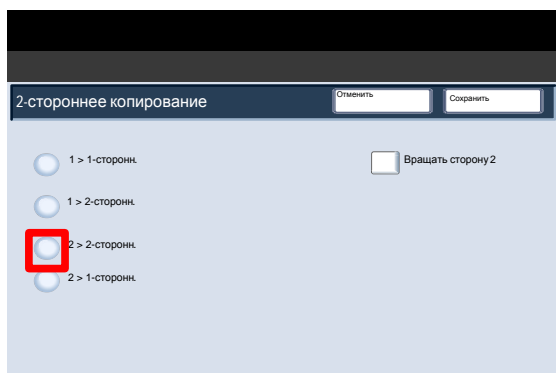 2-стороннее копирование
Отменить
Сохранить
1 > 1-сторонн.
Вращать сторону 2
1 > 2-сторонн.
2 > 2-сторонн.
2 > 1-сторонн.